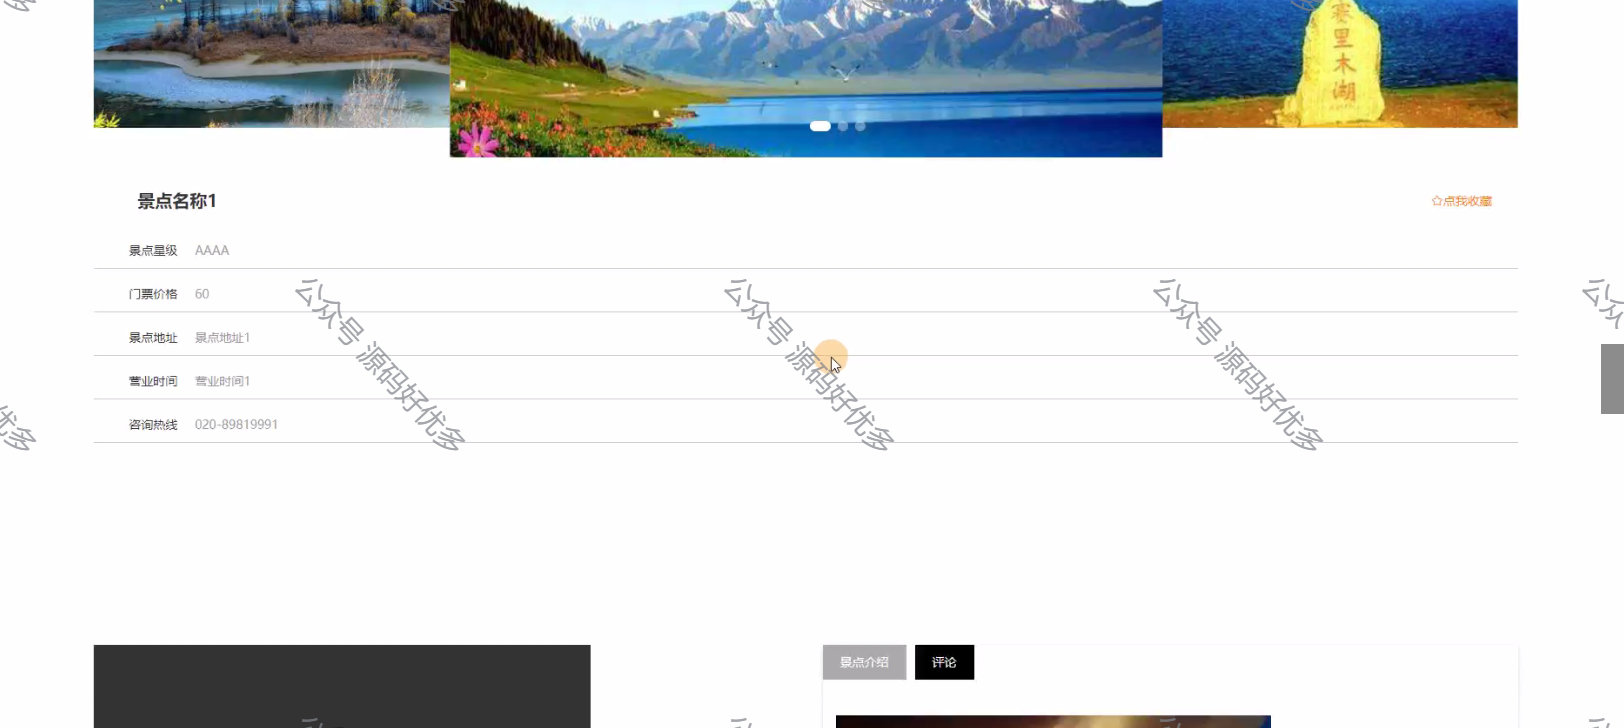 赛里木湖
景点名称1
☆点我收藏
景点星级 AAAA
门票价格 60
景点地址 景点地址1
营业时间 营业时间1
咨询热线 020-89819991
公众号 源码好优多
公众号 源码好优多
公众号 源码好优多
公众
优多
景点介绍 评论